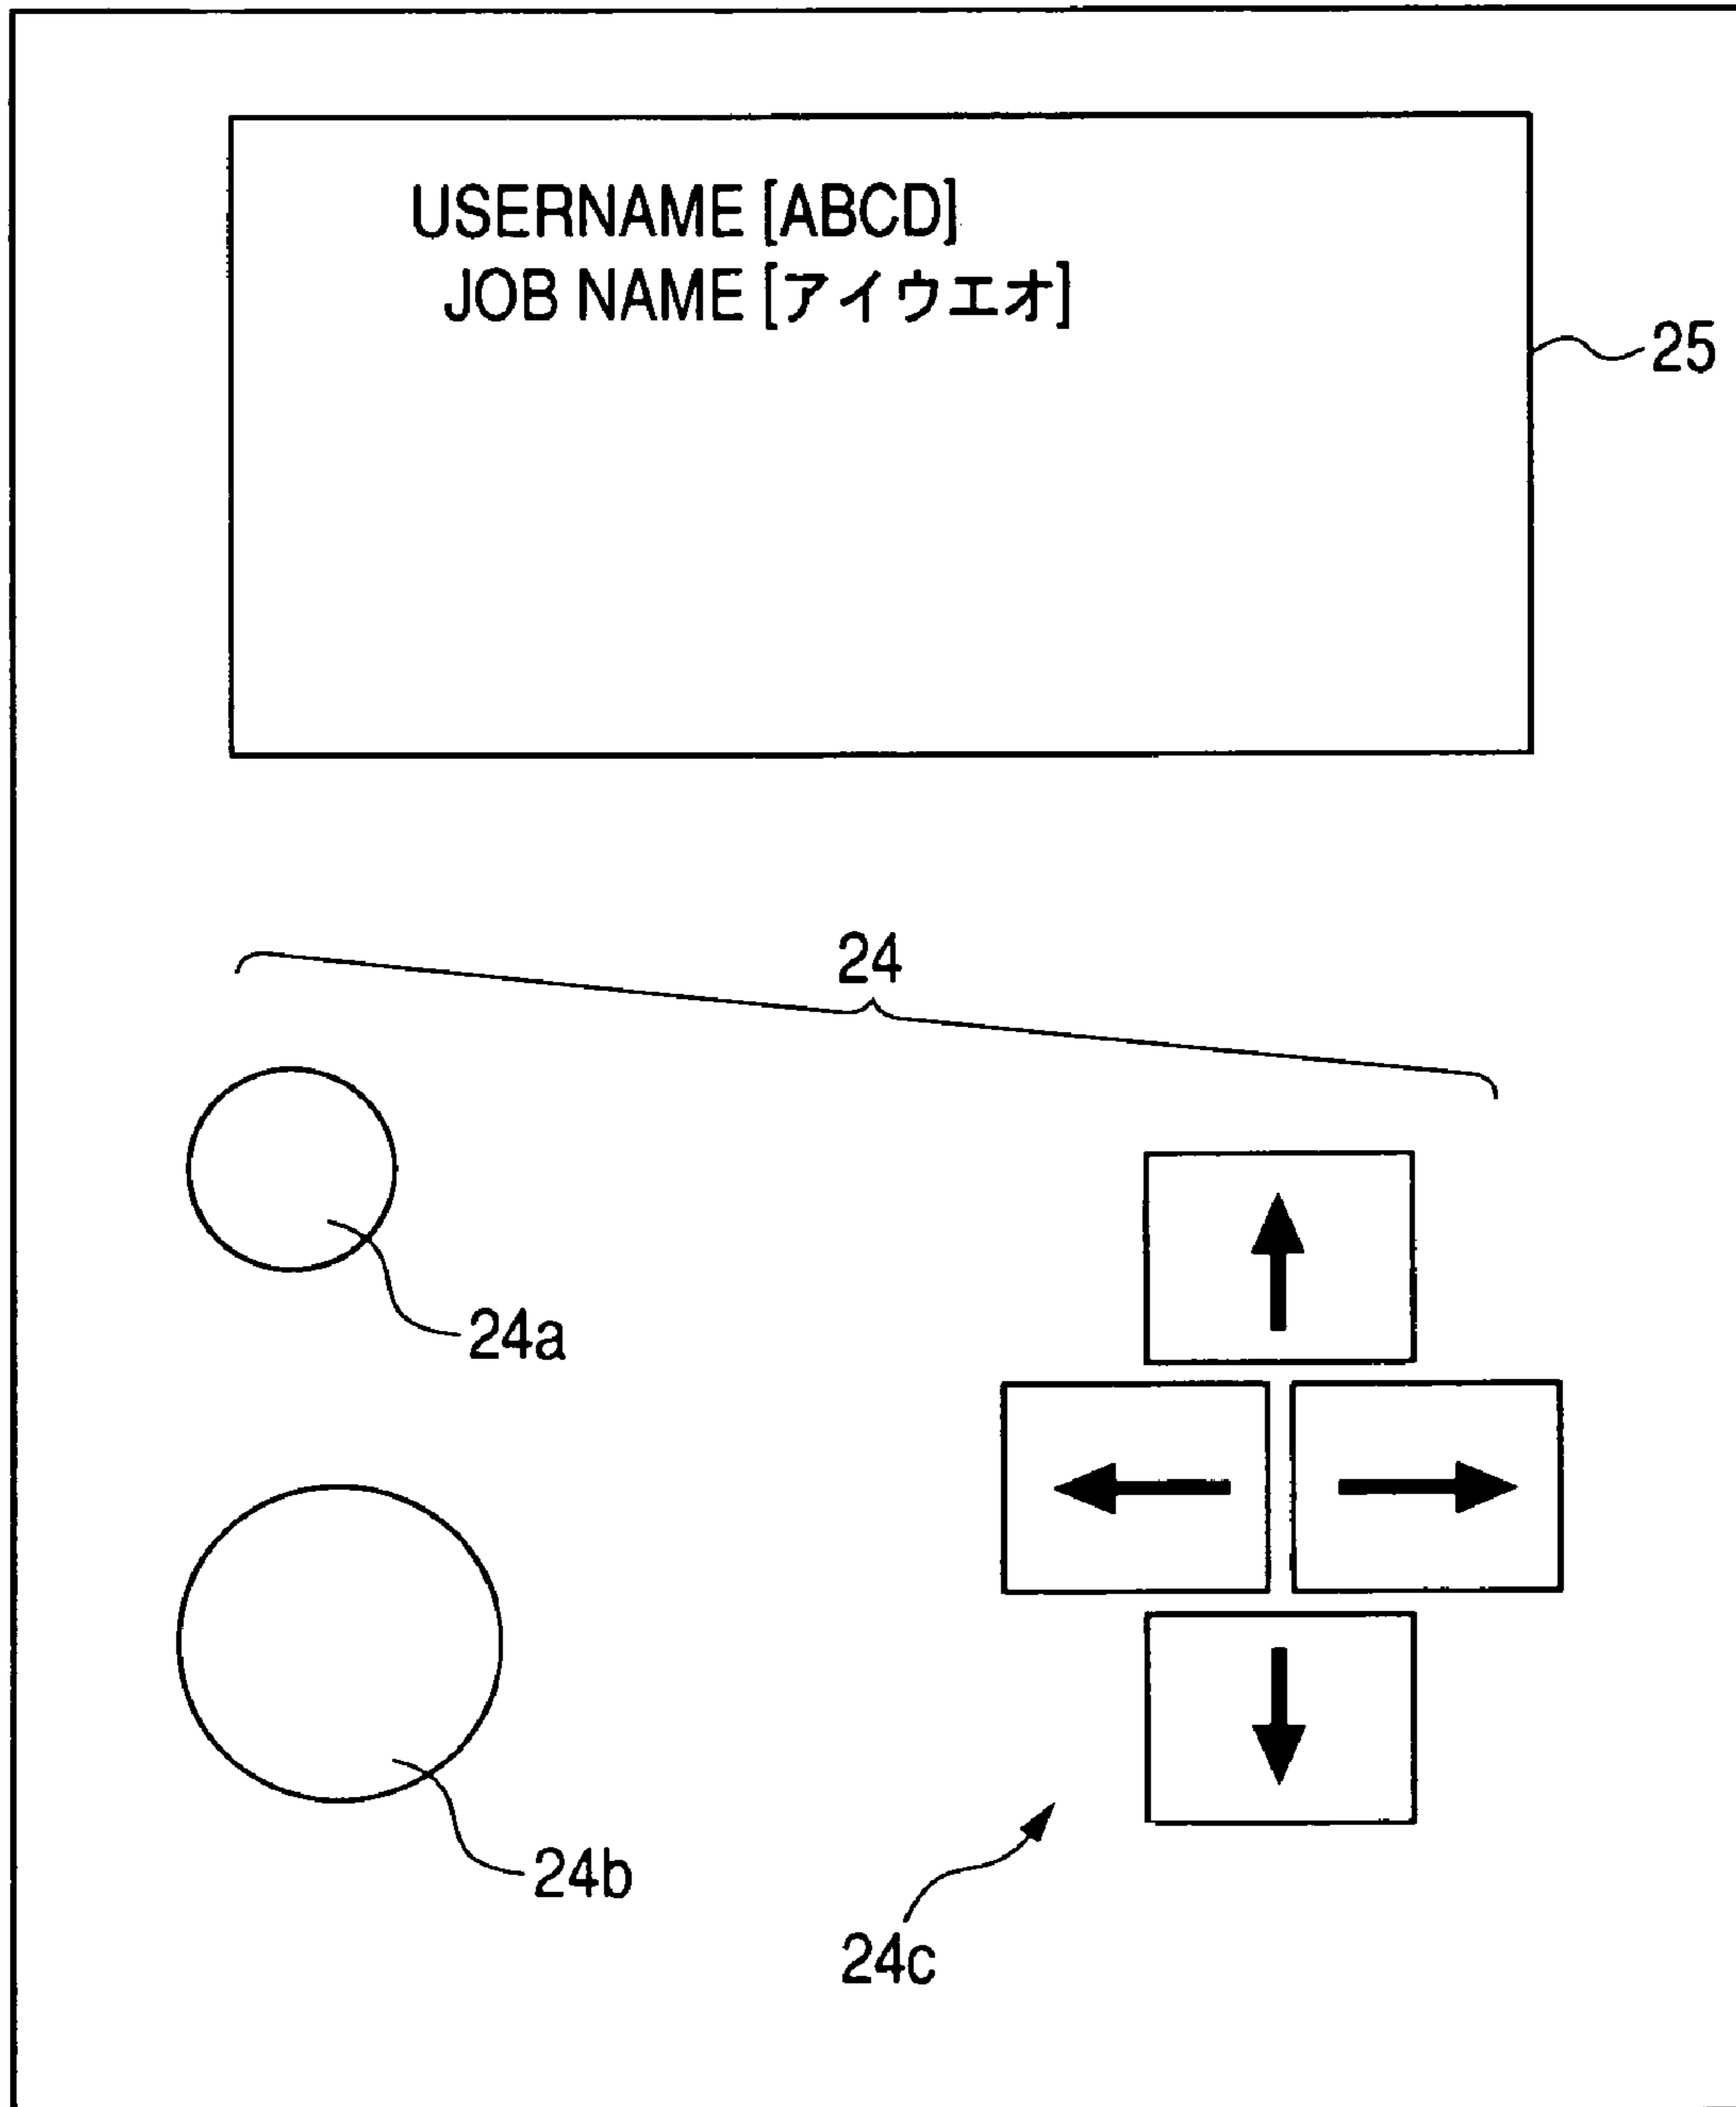 USERNAME [ABCD]
JOB NAME [アイウエオ]
25
24
24a
24b
24c